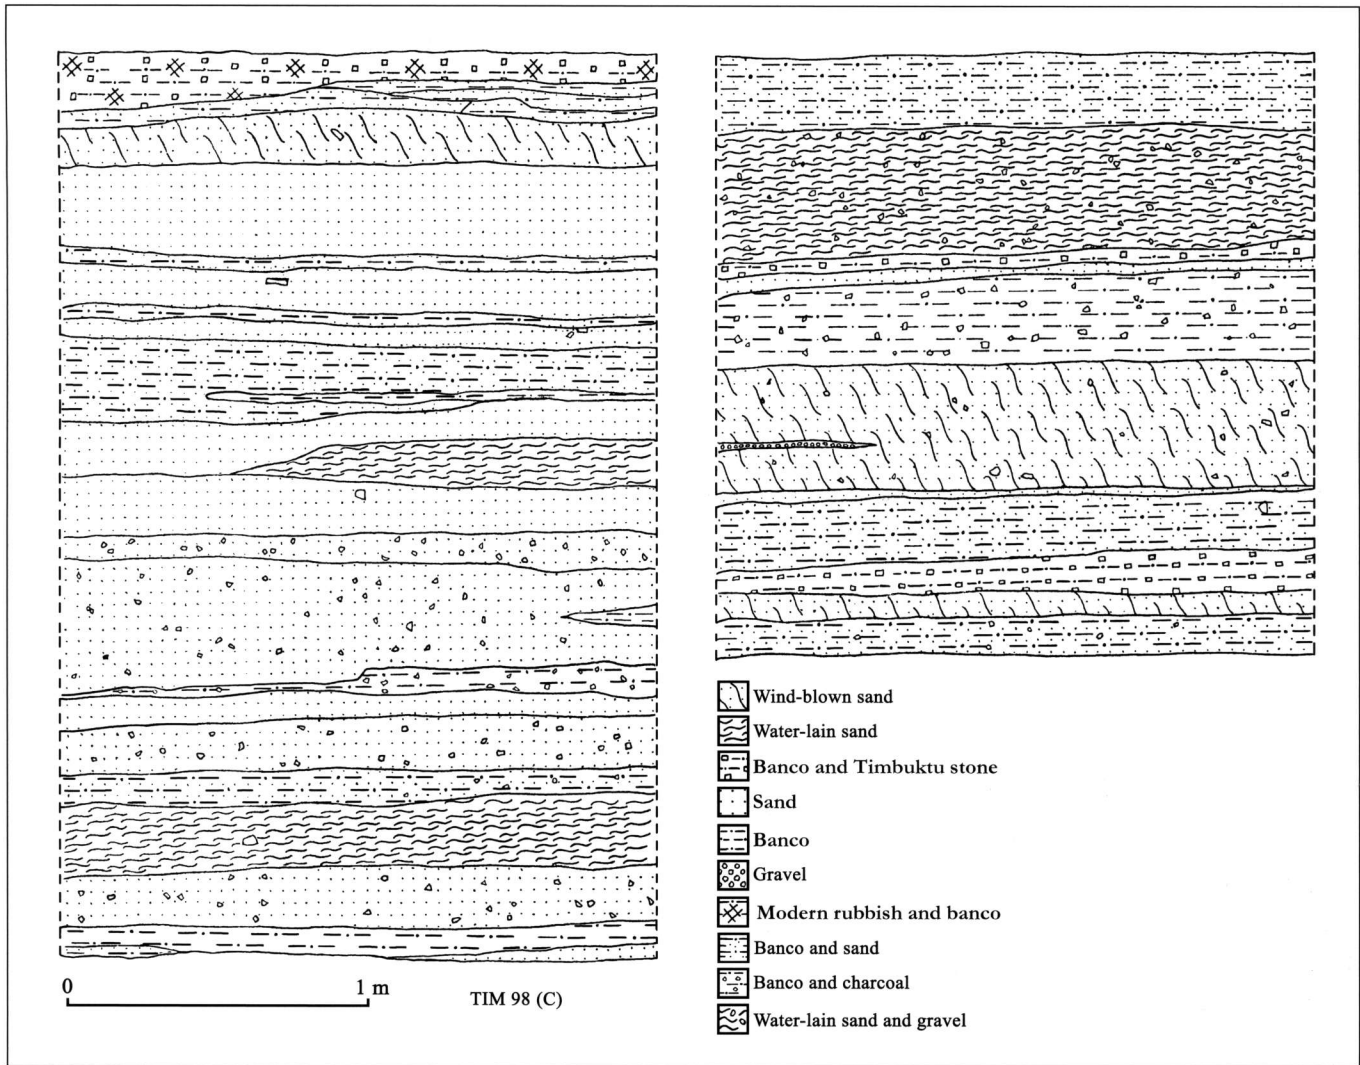 Wind-blown sand
Water-lain sand
Banco and Timbuktu stone
Sand
Banco
Gravel
Modern rubbish and banco
Banco and sand
Banco and charcoal
Water-lain sand and gravel
0 1 m
TIM 98 (C)